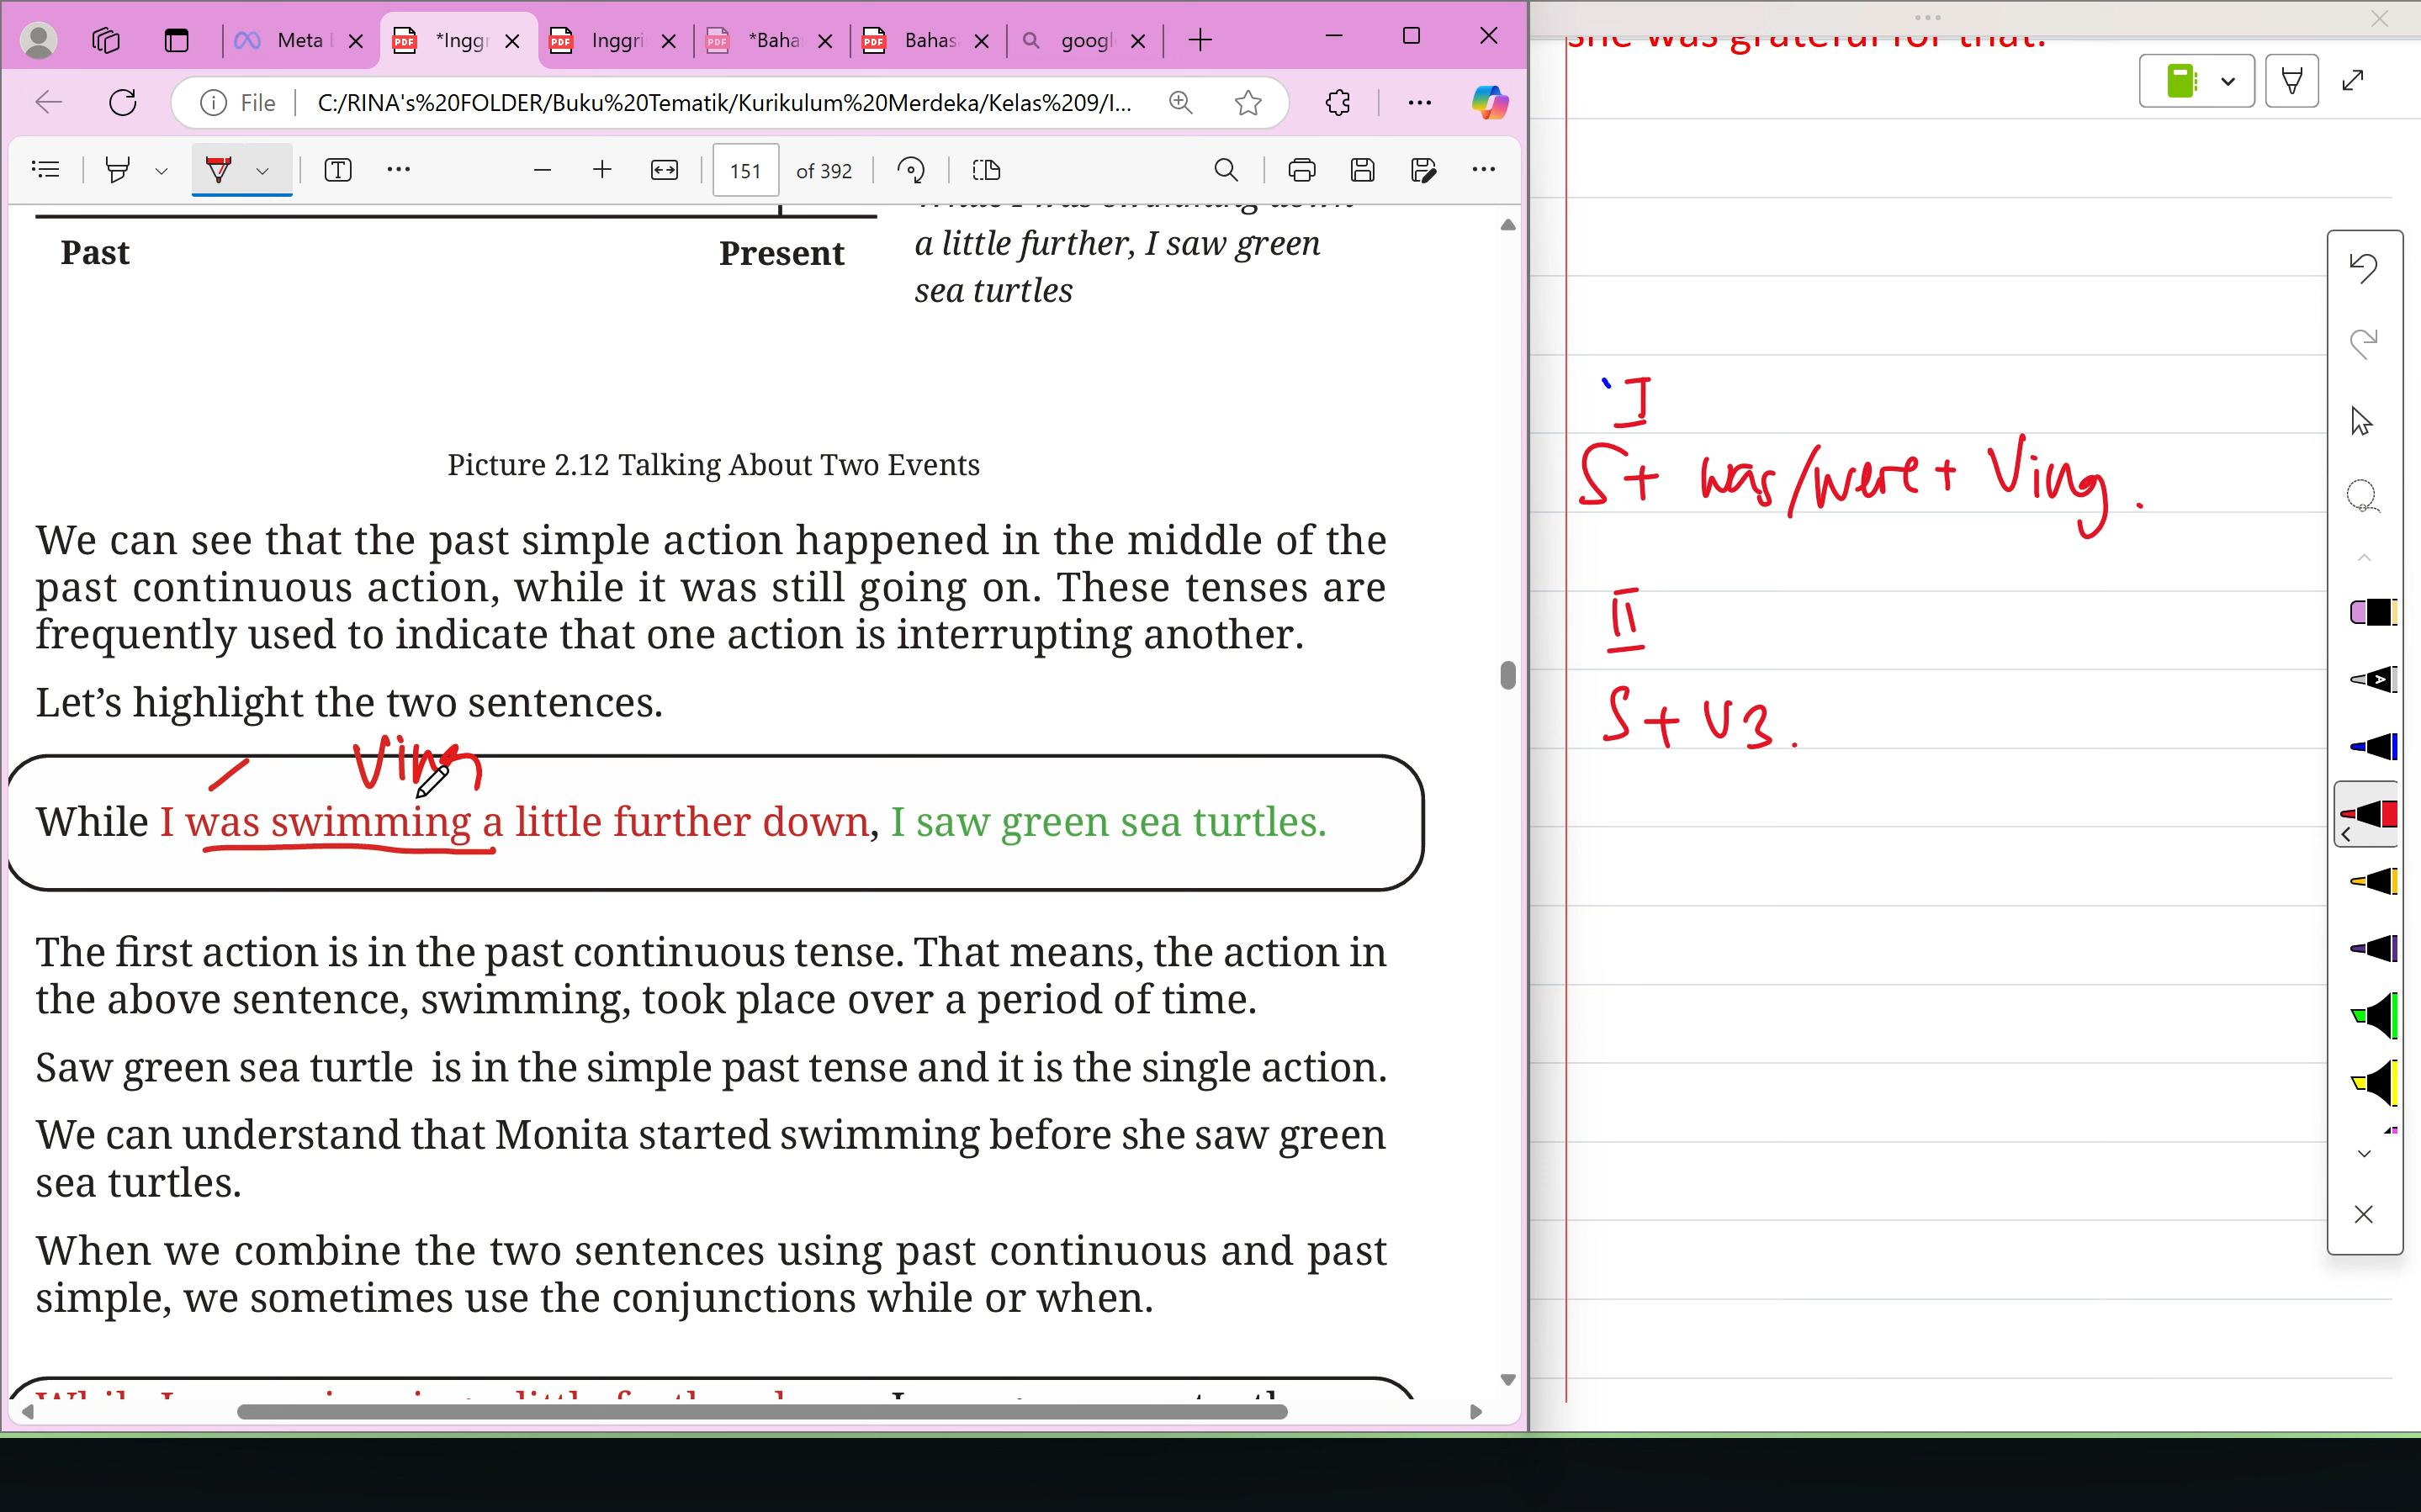 Meta
*Inggr
Inggri
*Baha
Bahas
googl
File
C:/RINA's%20FOLDER/Buku%20Tematik/Kurikulum%20Merdeka/Kelas%209/I...
151 of 392
Past
Present
a little further, I saw green
sea turtles
Picture 2.12 Talking About Two Events
We can see that the past simple action happened in the middle of the
past continuous action, while it was still going on. These tenses are
frequently used to indicate that one action is interrupting another.
Let's highlight the two sentences.
Ving
While I was swimming a little further down, I saw green sea turtles.
The first action is in the past continuous tense. That means, the action in
the above sentence, swimming, took place over a period of time.
Saw green sea turtle is in the simple past tense and it is the single action.
We can understand that Monita started swimming before she saw green
sea turtles.
When we combine the two sentences using past continuous and past
simple, we sometimes use the conjunctions while or when.
she was grateful for that.
I
S + was/were + Ving.
II
S + V3.